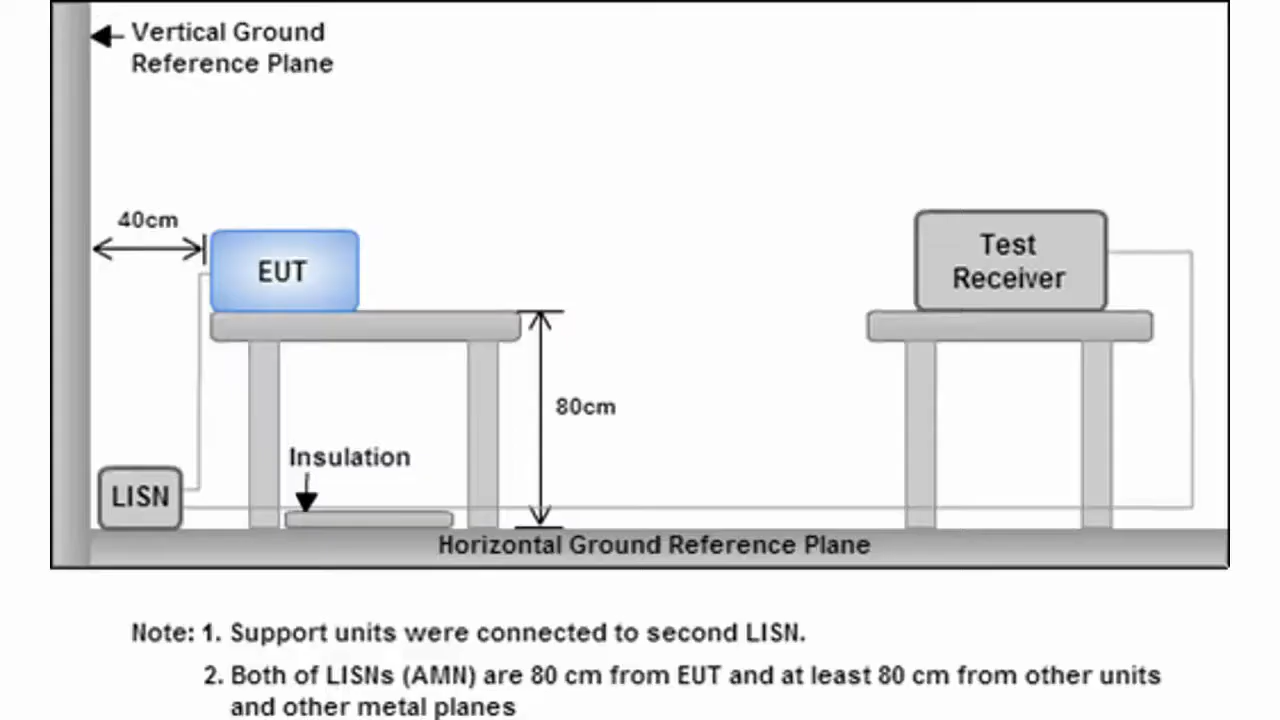 Vertical Ground
Reference Plane
40cm
EUT
Test
Receiver
80cm
Insulation
LISN
Horizontal Ground Reference Plane
Note: 1. Support units were connected to second LISN.
2. Both of LISNs (AMN) are 80 cm from EUT and at least 80 cm from other units
and other metal planes